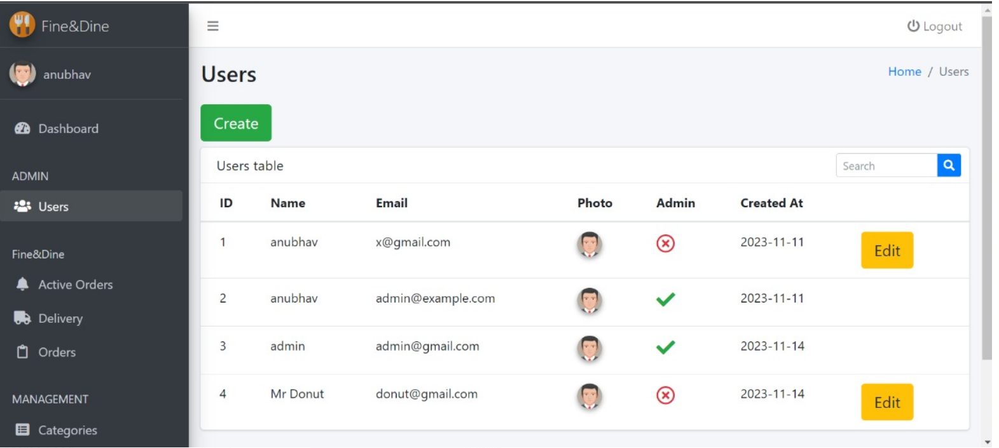 Fine&Dine
Logout
anubhav
Users
Home / Users
Create
Dashboard
ADMIN
Users
Fine&Dine
Active Orders
Delivery
Orders
MANAGEMENT
Categories
Users table
Search
ID Name Email Photo Admin Created At
1 anubhav x@gmail.com 2023-11-11 Edit
2 anubhav admin@example.com 2023-11-11
3 admin admin@gmail.com 2023-11-14
4 Mr Donut donut@gmail.com 2023-11-14 Edit